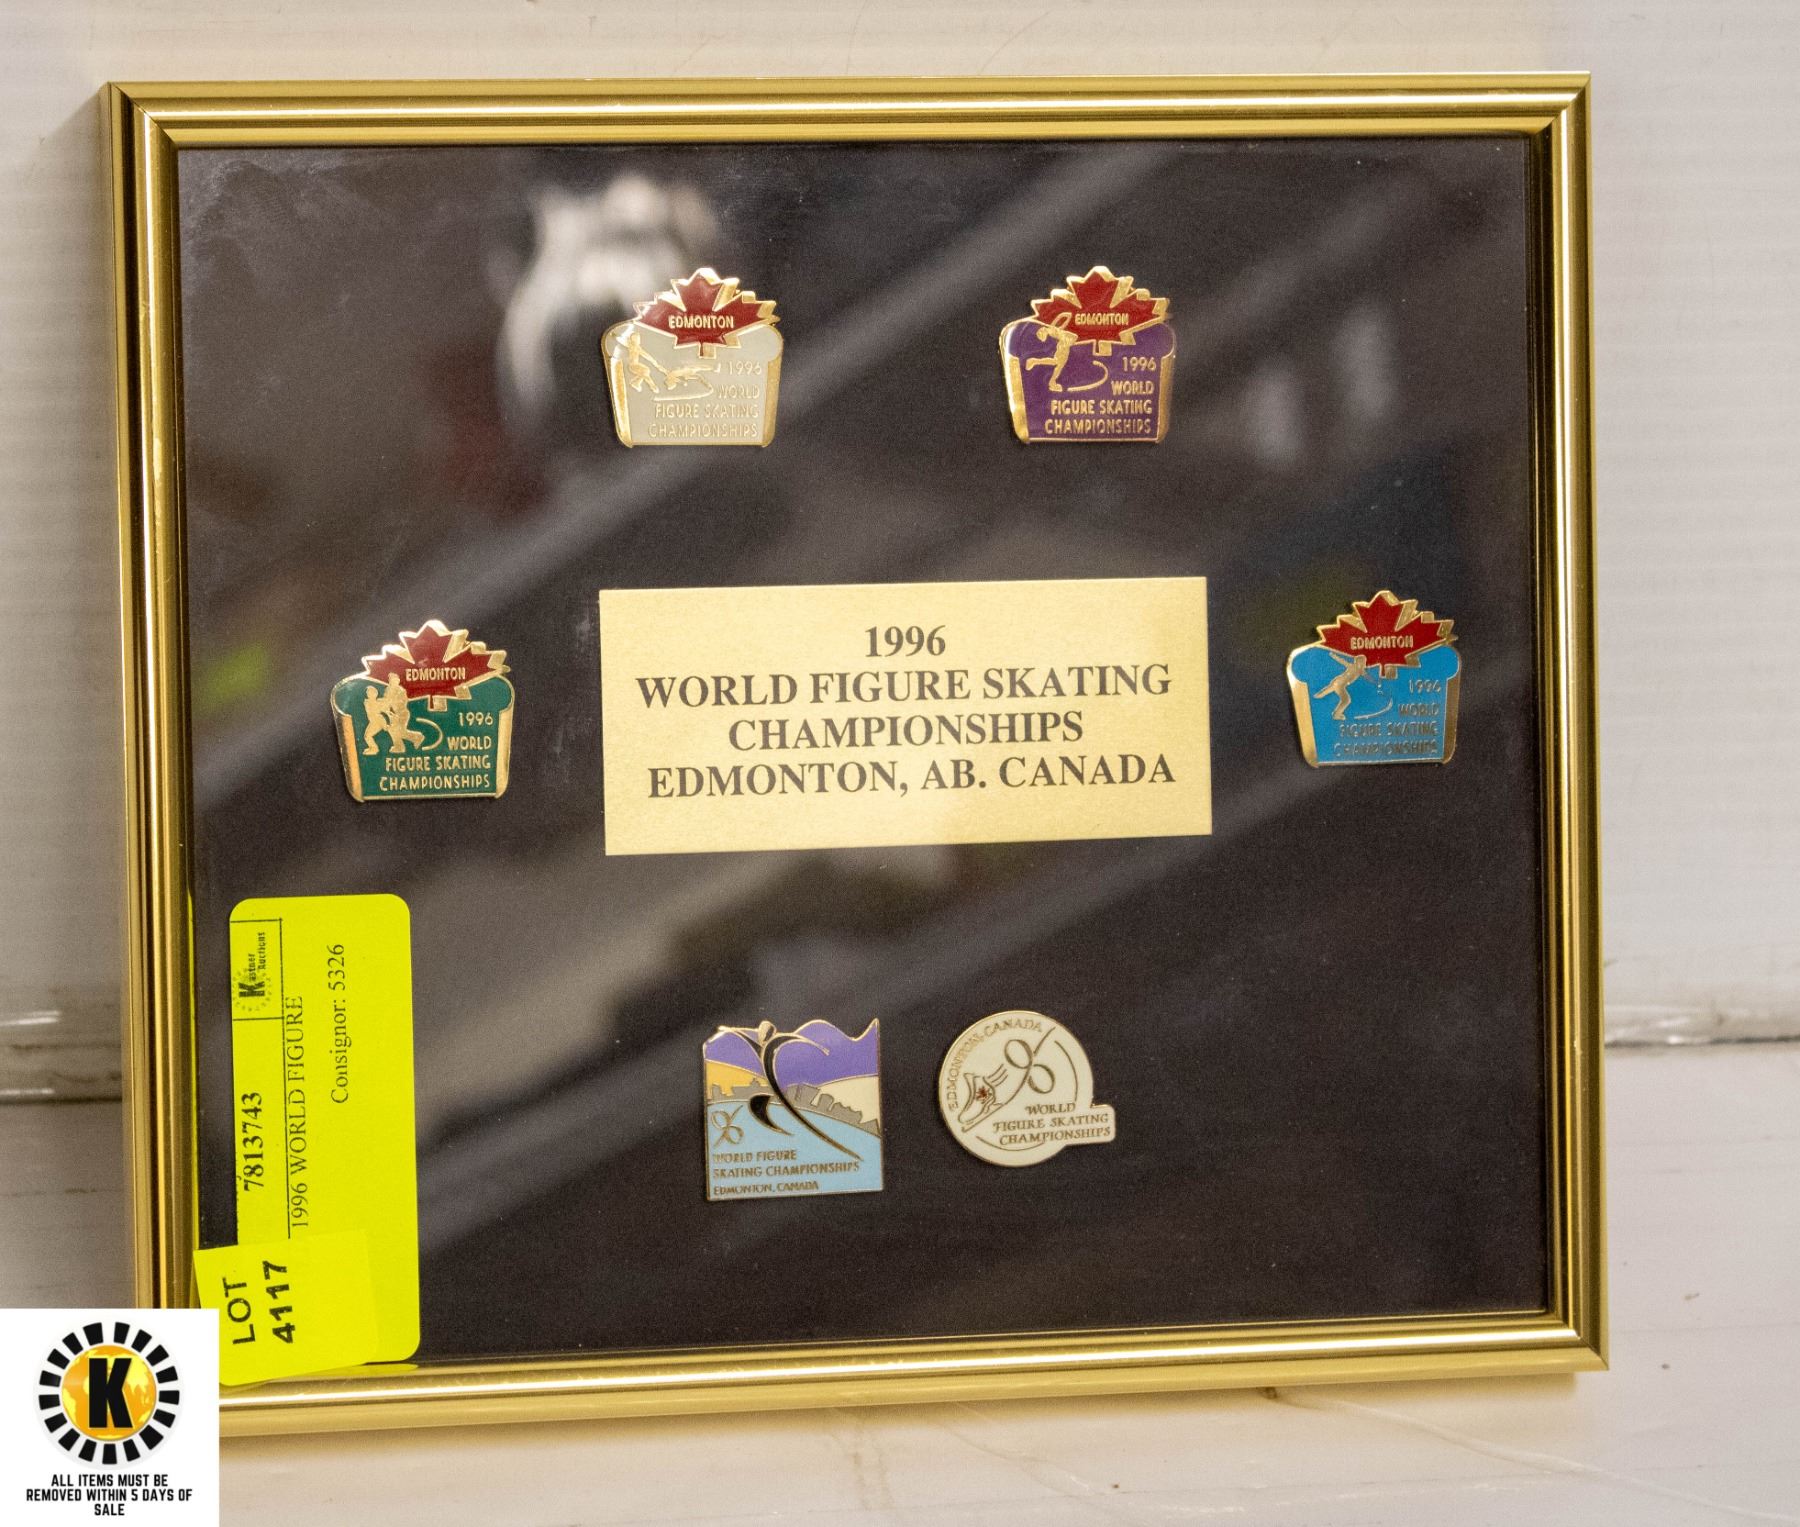 EDMONTON
1996
WORLD
FIGURE SKATING
CHAMPIONSHIPS
EDMONTON
1996
WORLD
FIGURE SKATING
CHAMPIONSHIPS
EDMONTON
1996
WORLD
FIGURE SKATING
CHAMPIONSHIPS
1996
WORLD FIGURE SKATING
CHAMPIONSHIPS
EDMONTON, AB. CANADA
EDMONTON
1996
WORLD
FIGURE SKATING
CHAMPIONSHIPS
96
WORLD FIGURE
SKATING CHAMPIONSHIPS
EDMONTON, CANADA
EDMONTON-CANADA
96
WORLD
FIGURE SKATING
CHAMPIONSHIPS
Kastner
Auctions
7813743
1996 WORLD FIGURE
Consignor: 5326
LOT
4117
K
ALL ITEMS MUST BE
REMOVED WITHIN 5 DAYS OF
SALE